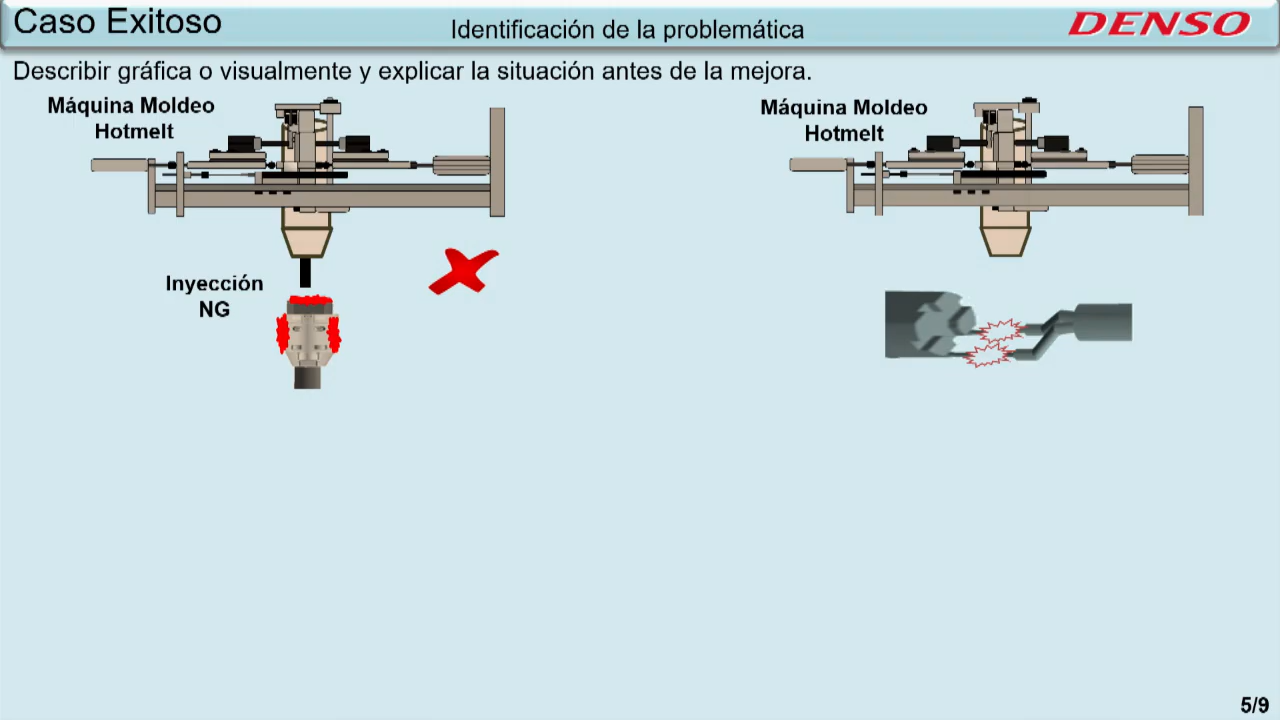 Caso Exitoso
Identificación de la problemática
DENSO
Describir gráfica o visualmente y explicar la situación antes de la mejora.
Máquina Moldeo
Hotmelt
Máquina Moldeo
Hotmelt
Inyección
NG
5/9